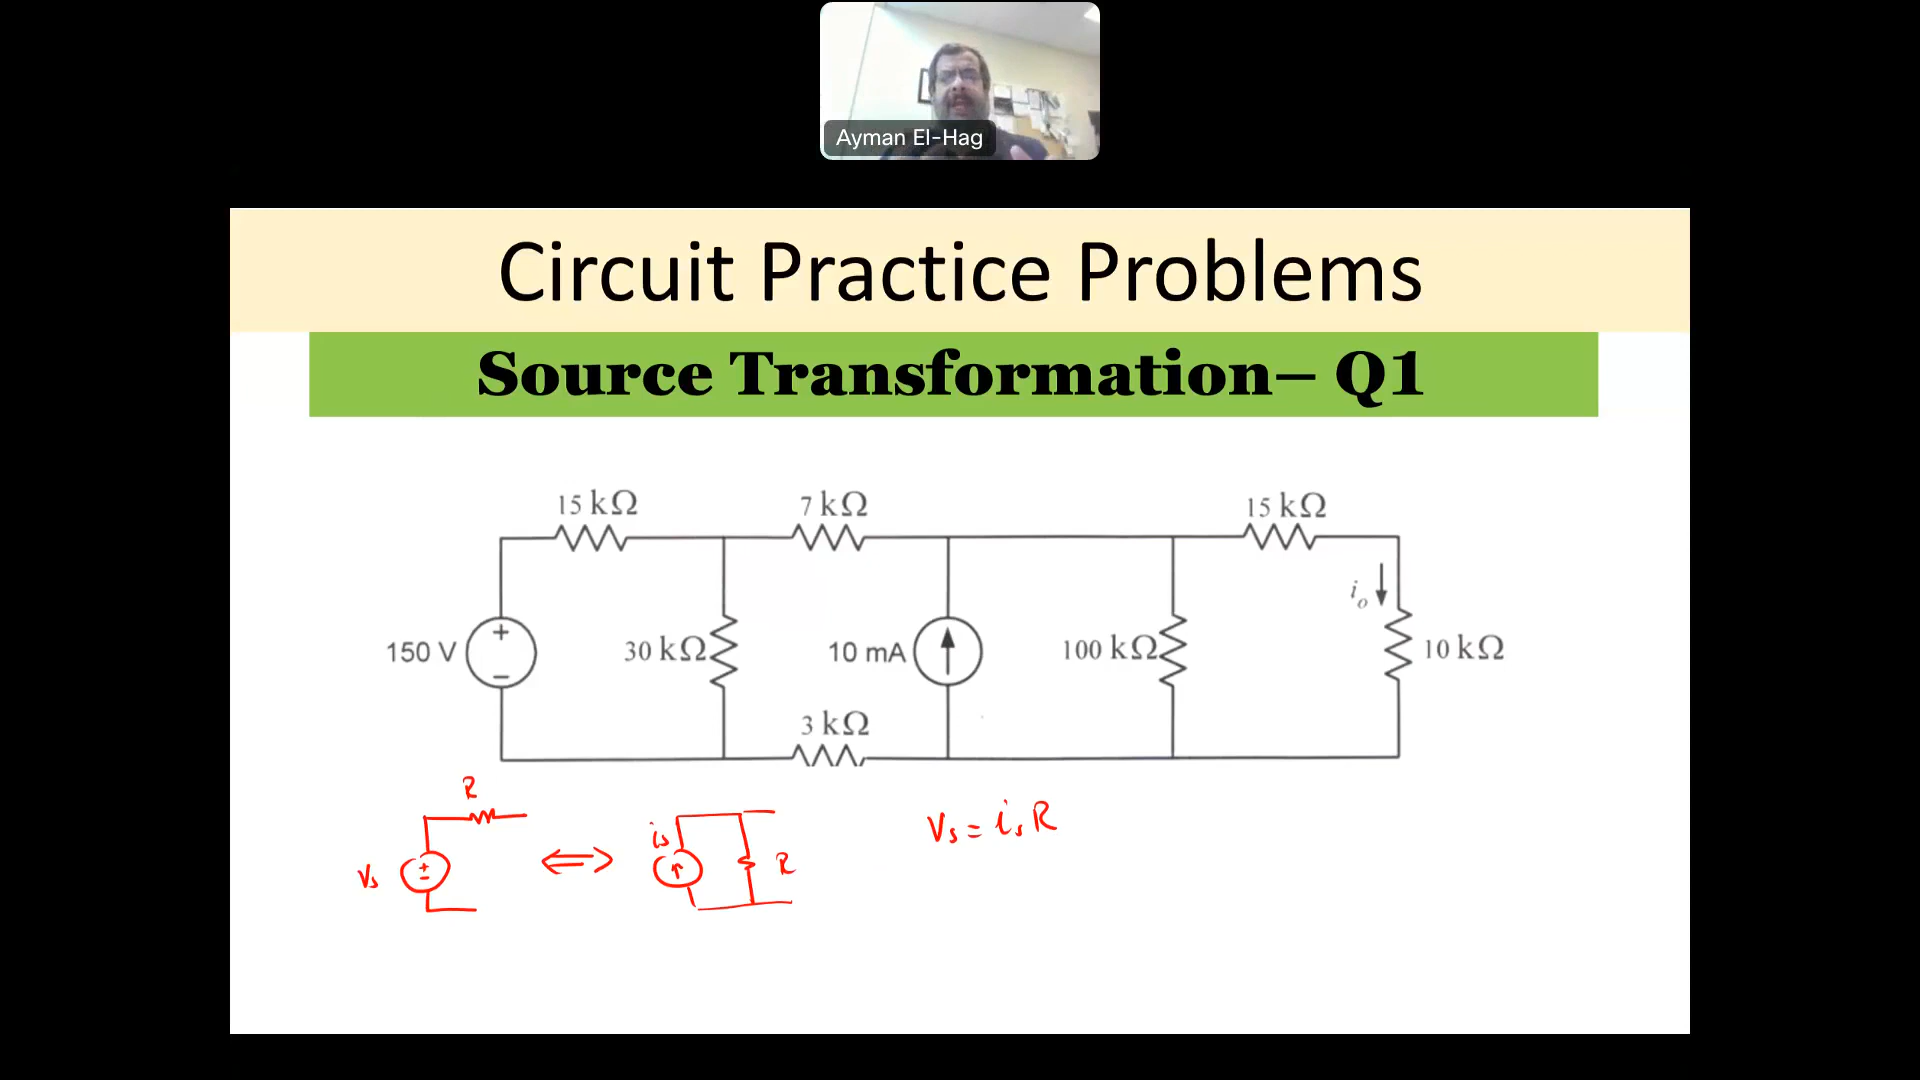 Ayman El-Hag
Circuit Practice Problems
Source Transformation– Q1
15 kΩ
7 kΩ
15 kΩ
150 V
+
−
30 kΩ
10 mA
100 kΩ
io
10 kΩ
3 kΩ
R
Vs
+
−
is
R
Vs = is R